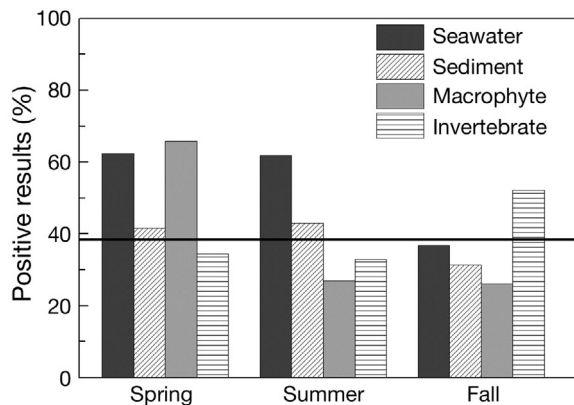 Positive results (%)
100
80
60
40
20
0
Seawater
Sediment
Macrophyte
Invertebrate
Spring
Summer
Fall